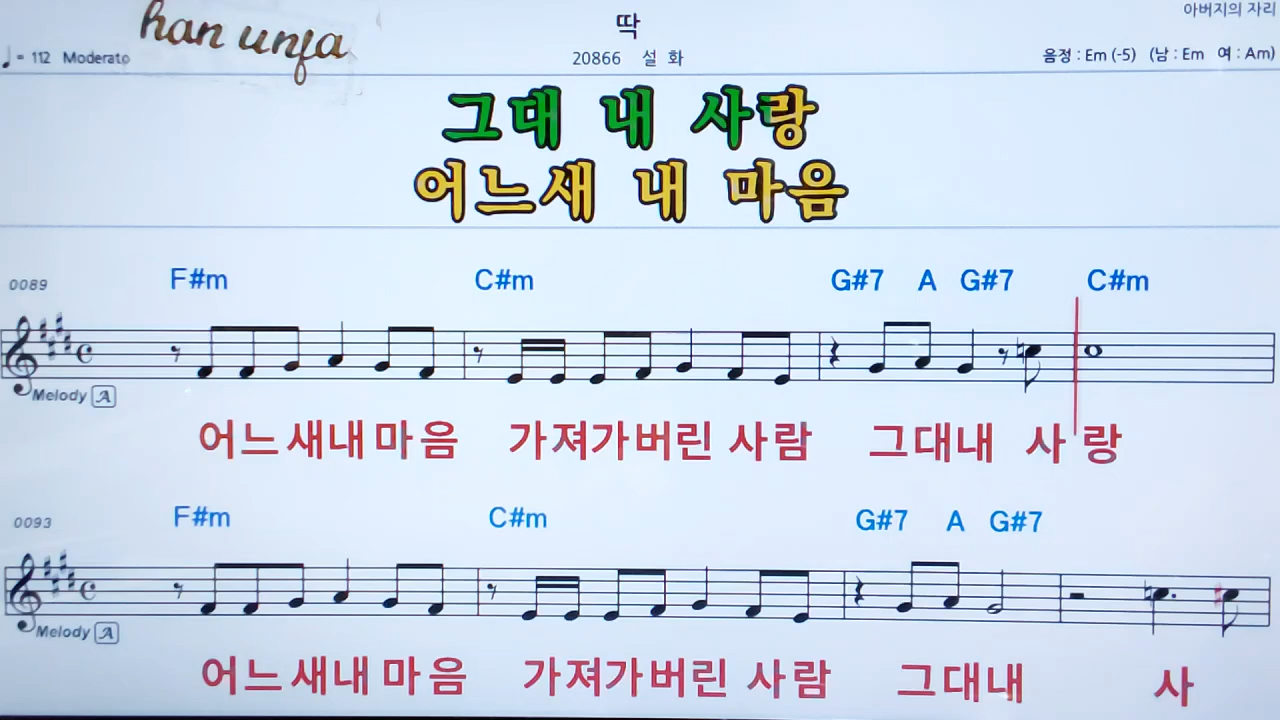 han unfa
딱
아버지의 자리
♩= 112 Moderato
20866 설 화
음정 : Em (-5) (남 : Em 여 : Am)
그대 내 사랑
어느새 내 마음
0089
F#m C#m G#7 A G#7 C#m
Melody A
어느새내마음 가져가버린 사람 그대내 사랑
0093
F#m C#m G#7 A G#7
Melody A
어느새내마음 가져가버린 사람 그대내 사